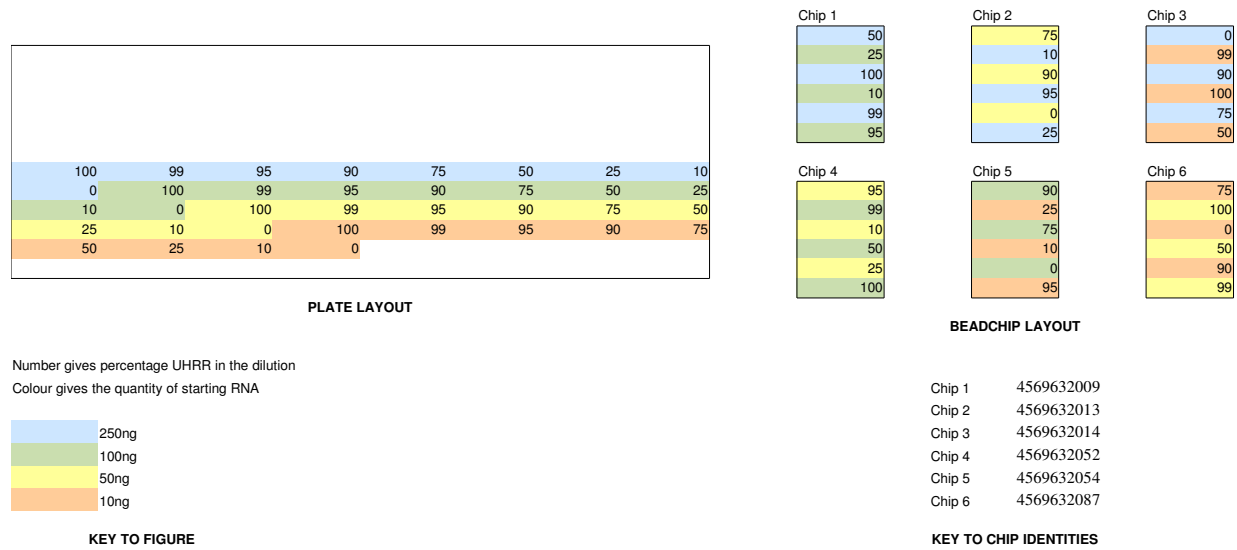 Chip 1 Chip 2 Chip 3
50 75 0
25 10 99
100 90 90
10 95 100
99 0 75
95 25 50
100 99 95 90 75 50 25 10
0 100 99 95 90 75 50 25
10 0 100 99 95 90 75 50
25 10 0 100 99 95 90 75
50 25 10 0
PLATE LAYOUT
Chip 4 Chip 5 Chip 6
95 90 75
99 25 100
10 75 0
50 10 50
25 0 90
100 95 99
BEADCHIP LAYOUT
Number gives percentage UHRR in the dilution
Colour gives the quantity of starting RNA
250ng
100ng
50ng
10ng
KEY TO FIGURE
Chip 1 4569632009
Chip 2 4569632013
Chip 3 4569632014
Chip 4 4569632052
Chip 5 4569632054
Chip 6 4569632087
KEY TO CHIP IDENTITIES